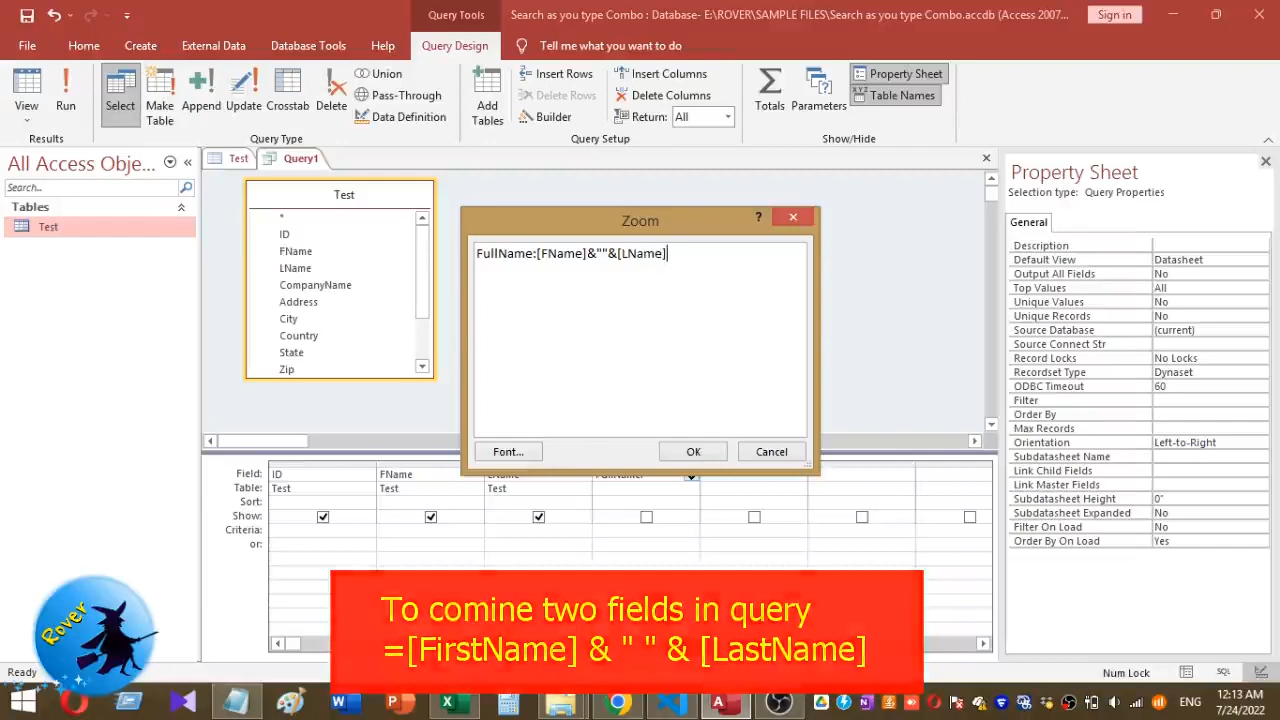 Query Tools
Search as you type Combo : Database- E:\ROVER\SAMPLE FILES\Search as you type Combo.accdb (Access 2007...
Sign in
File
Home
Create
External Data
Database Tools
Help
Query Design
Tell me what you want to do
View
Run
Select
Make Table
Append
Update
Crosstab
Delete
Union
Pass-Through
Data Definition
Add Tables
Insert Rows
Delete Rows
Builder
Insert Columns
Delete Columns
Return: All
Totals
Parameters
Property Sheet
Table Names
Results
Query Type
Query Setup
Show/Hide
All Access Obje...
Search...
Tables
Test
Test
Query1
Test
*
ID
FName
LName
CompanyName
Address
City
Country
State
Zip
Zoom
?
FullName:[FName]&""&[LName]
Font...
OK
Cancel
Property Sheet
Selection type: Query Properties
General
Description
Default View Datasheet
Output All Fields No
Top Values All
Unique Values No
Unique Records No
Source Database (current)
Source Connect Str
Record Locks No Locks
Recordset Type Dynaset
ODBC Timeout 60
Filter
Order By
Max Records
Orientation Left-to-Right
Subdatasheet Name
Link Child Fields
Link Master Fields
Subdatasheet Height 0"
Subdatasheet Expanded No
Filter On Load No
Order By On Load Yes
Field: ID FName LName FullName:
Table: Test Test Test
Sort:
Show:
Criteria:
or:
Rover
To comine two fields in query
=[FirstName] & " " & [LastName]
Ready
Num Lock
SQL
ENG
12:13 AM
7/24/2022